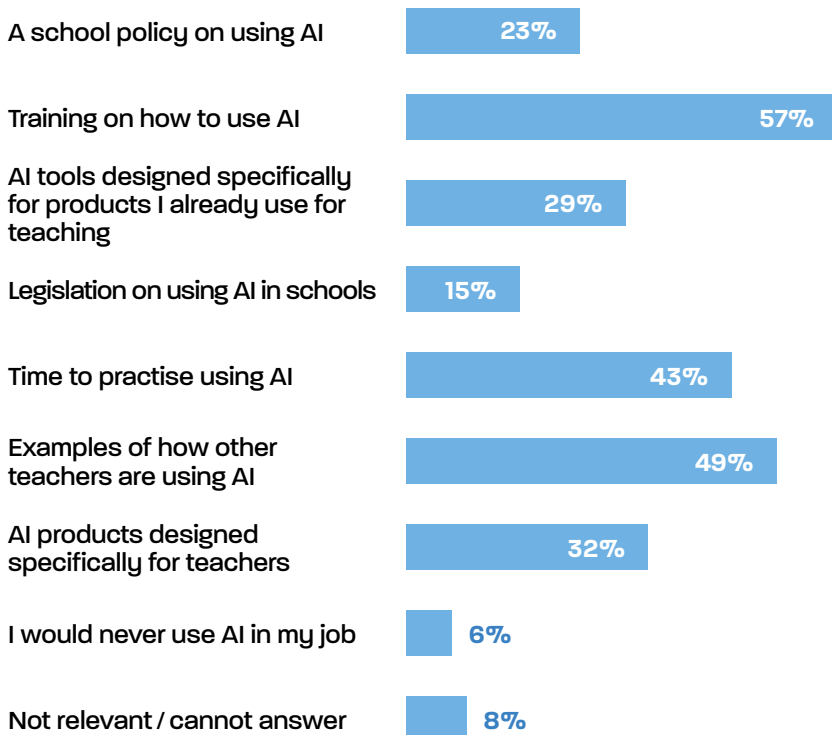 A school policy on using AI 23%
Training on how to use AI 57%
AI tools designed specifically
for products I already use for 29%
teaching
Legislation on using AI in schools 15%
Time to practise using AI 43%
Examples of how other
teachers are using AI 49%
AI products designed
specifically for teachers 32%
I would never use AI in my job 6%
Not relevant / cannot answer 8%